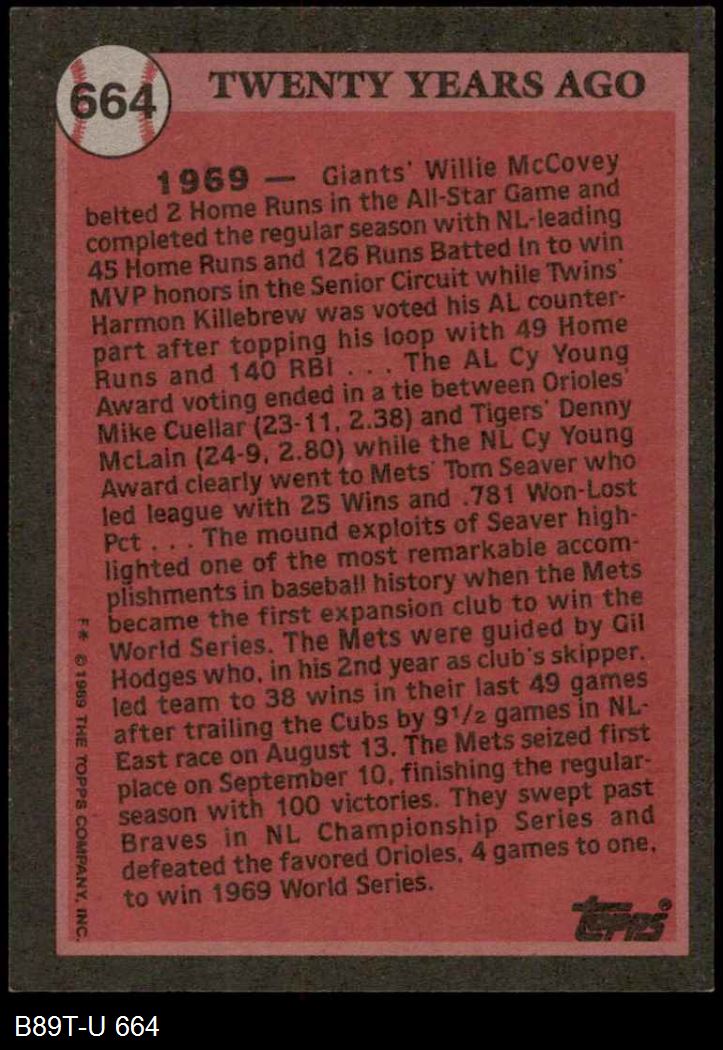 664
TWENTY YEARS AGO
1969 — Giants' Willie McCovey
belted 2 Home Runs in the All-Star Game and
completed the regular season with NL-leading
45 Home Runs and 126 Runs Batted In to win
MVP honors in the Senior Circuit while Twins'
Harmon Killebrew was voted his AL counter-
part after topping his loop with 49 Home
Runs and 140 RBI . . . The AL Cy Young
Award voting ended in a tie between Orioles'
Mike Cuellar (23-11, 2.38) and Tigers' Denny
McLain (24-9, 2.80) while the NL Cy Young
Award clearly went to Mets' Tom Seaver who
led league with 25 Wins and .781 Won-Lost
Pct . . . The mound exploits of Seaver high-
lighted one of the most remarkable accom-
plishments in baseball history when the Mets
became the first expansion club to win the
World Series. The Mets were guided by Gil
Hodges who, in his 2nd year as club's skipper,
led team to 38 wins in their last 49 games
after trailing the Cubs by 9½ games in NL-
East race on August 13. The Mets seized first
place on September 10, finishing the regular-
season with 100 victories. They swept past
Braves in NL Championship Series and
defeated the favored Orioles, 4 games to one,
to win 1969 World Series.
F* © 1989 THE TOPPS COMPANY, INC.
Topps®
B89T-U 664